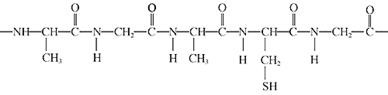 O O O O O
–NH–CH–C–N–CH₂–C–N–CH–C–N–CH–C–N–CH₂–C–
CH₃ H H CH₃ H CH₂ H
SH